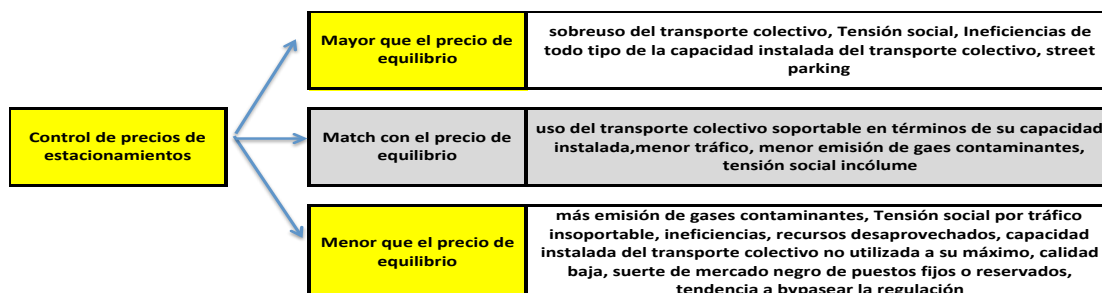 Mayor que el precio de
equilibrio
sobreuso del transporte colectivo, Tensión social, Ineficiencias de
todo tipo de la capacidad instalada del transporte colectivo, street
parking
Control de precios de
estacionamientos
Match con el precio de
equilibrio
uso del transporte colectivo soportable en términos de su capacidad
instalada,menor tráfico, menor emisión de gaes contaminantes,
tensión social incólume
Menor que el precio de
equilibrio
más emisión de gases contaminantes, Tensión social por tráfico
insoportable, ineficiencias, recursos desaprovechados, capacidad
instalada del transporte colectivo no utilizada a su máximo, calidad
baja, suerte de mercado negro de puestos fijos o reservados,
tendencia a bypasear la regulación